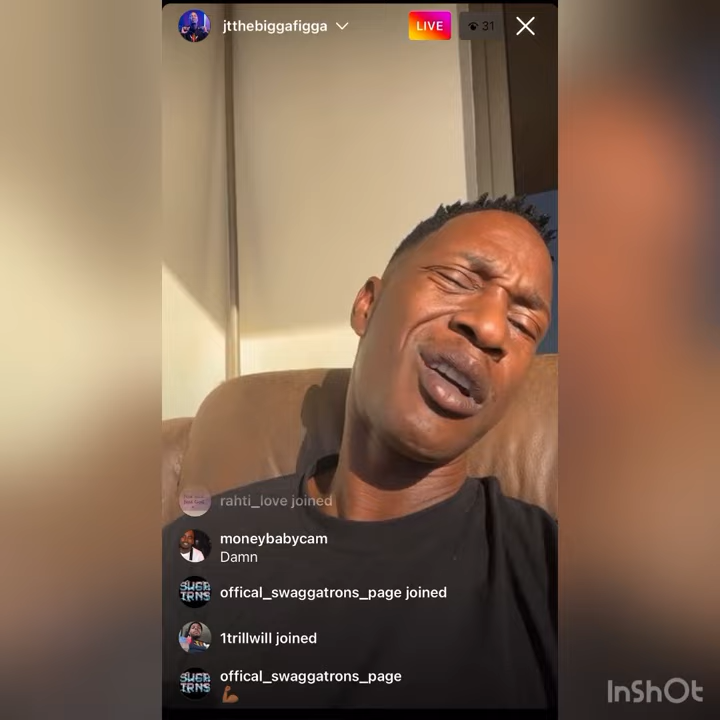 jtthebiggafigga
LIVE
31
rahti_love joined
moneybabycam
Damn
offical_swaggatrons_page joined
1trillwill joined
offical_swaggatrons_page
💪🏾
InShOt